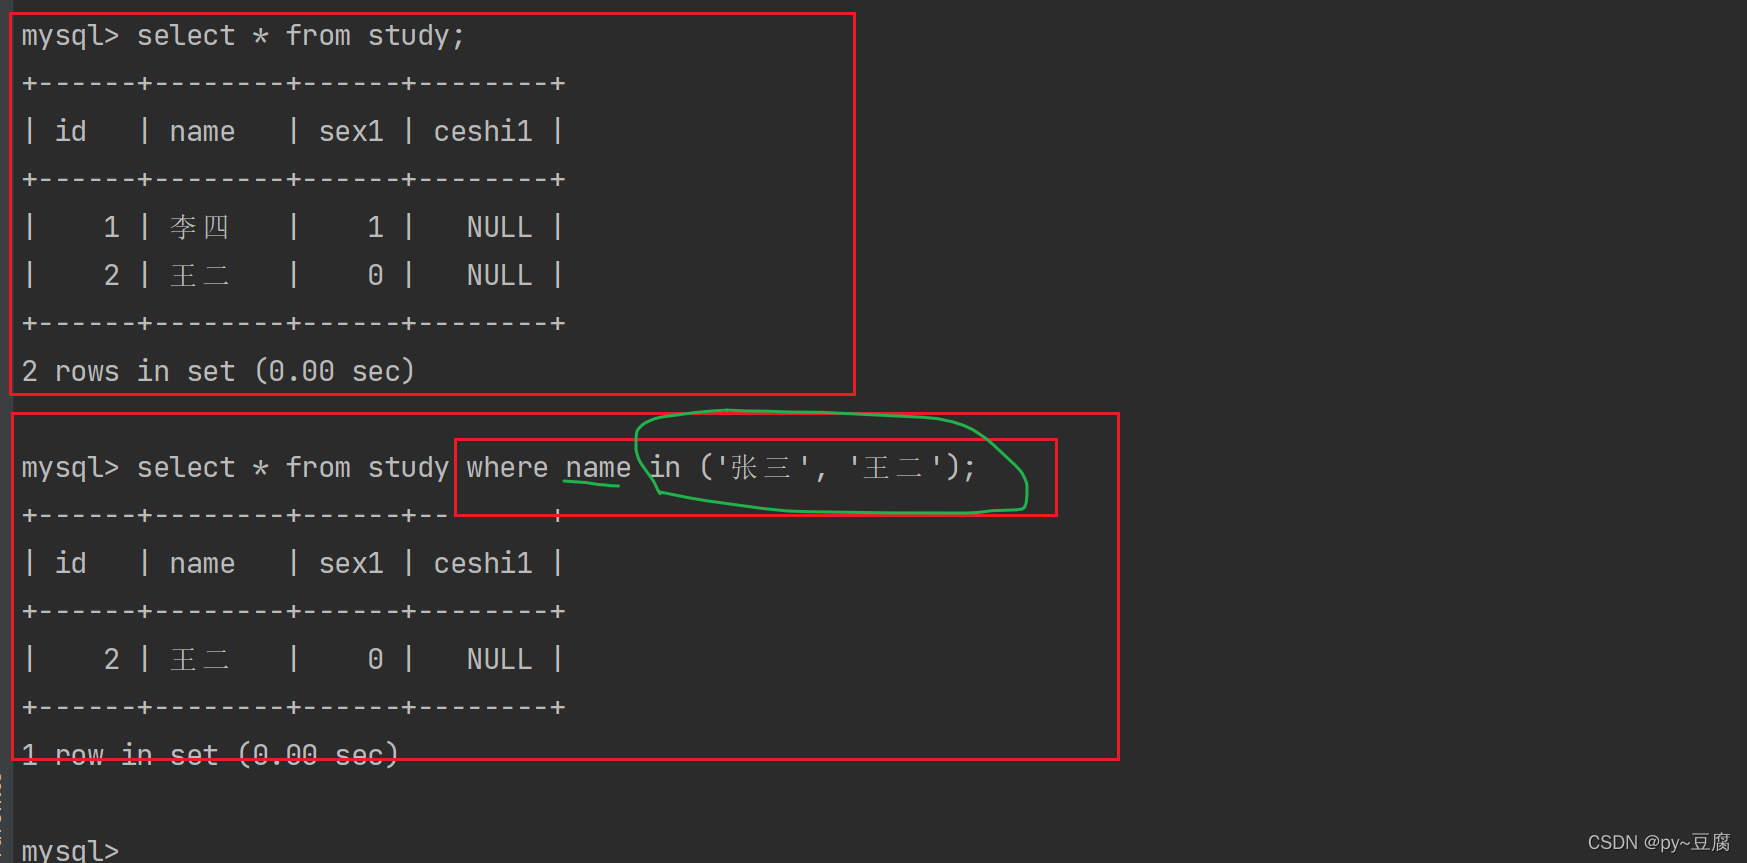 mysql> select * from study;
+------+--------+------+--------+
| id   | name   | sex1 | ceshi1 |
+------+--------+------+--------+
|    1 | 李四   |    1 |   NULL |
|    2 | 王二   |    0 |   NULL |
+------+--------+------+--------+
2 rows in set (0.00 sec)
mysql> select * from study where name in ('张三', '王二');
+------+--------+------+-- +
| id   | name   | sex1 | ceshi1 |
+------+--------+------+--------+
|    2 | 王二   |    0 |   NULL |
+------+--------+------+--------+
1 row in set (0.00 sec)
mysql>
CSDN @py~豆腐